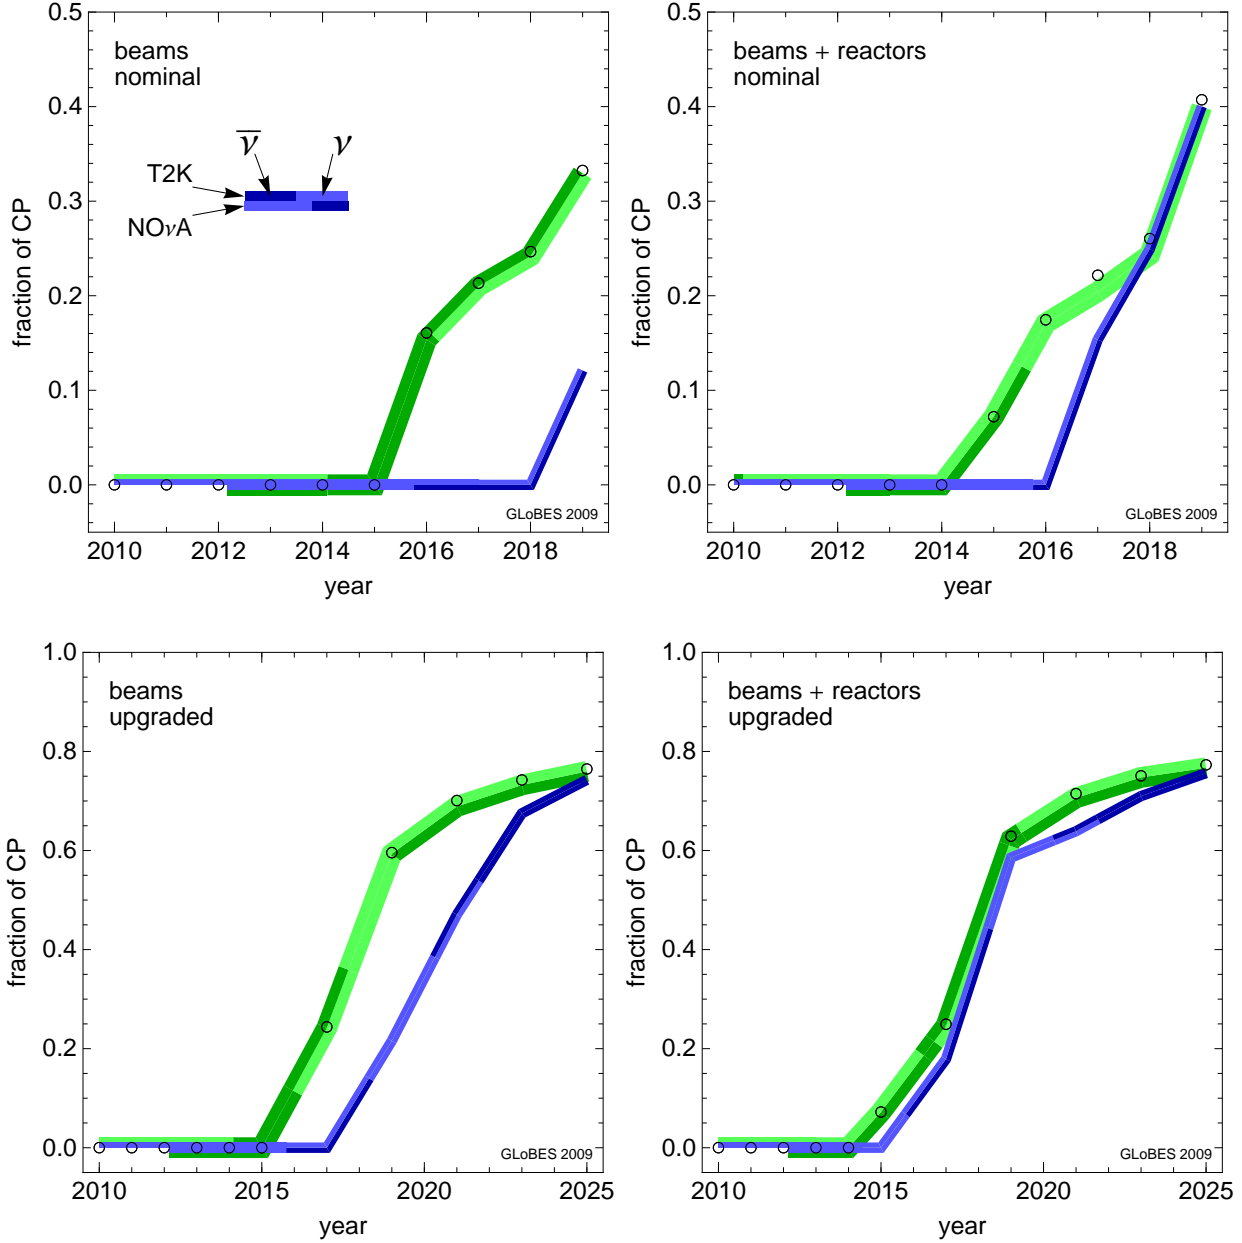 beams
nominal
ν̅ ν
T2K
NOνA
0.5
0.4
0.3
0.2
0.1
0.0
fraction of CP
GLoBES 2009
2010 2012 2014 2016 2018
year
beams + reactors
nominal
0.5
0.4
0.3
0.2
0.1
0.0
fraction of CP
GLoBES 2009
2010 2012 2014 2016 2018
year
beams
upgraded
1.0
0.8
0.6
0.4
0.2
0.0
fraction of CP
GLoBES 2009
2010 2015 2020 2025
year
beams + reactors
upgraded
1.0
0.8
0.6
0.4
0.2
0.0
fraction of CP
GLoBES 2009
2010 2015 2020 2025
year